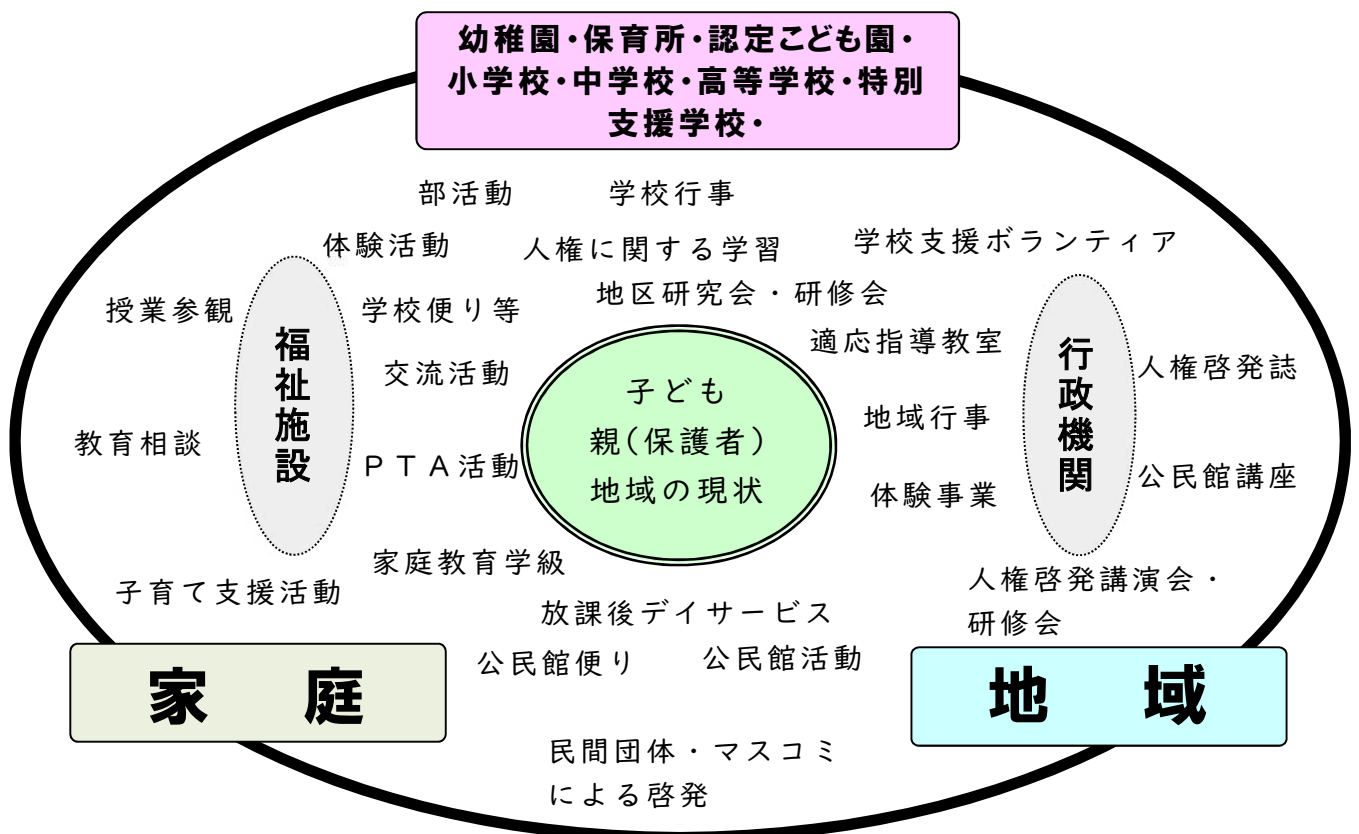 幼稚園・保育所・認定こども園・
小学校・中学校・高等学校・特別
支援学校・
部活動
学校行事
体験活動
人権に関する学習
学校支援ボランティア
授業参観
学校便り等
地区研究会・研修会
福祉施設
適応指導教室
行政機関
交流活動
人権啓発誌
子ども
親(保護者)
地域の現状
地域行事
教育相談
PTA活動
公民館講座
体験事業
家庭教育学級
子育て支援活動
人権啓発講演会・
研修会
放課後デイサービス
公民館便り
公民館活動
家 庭
地 域
民間団体・マスコミ
による啓発